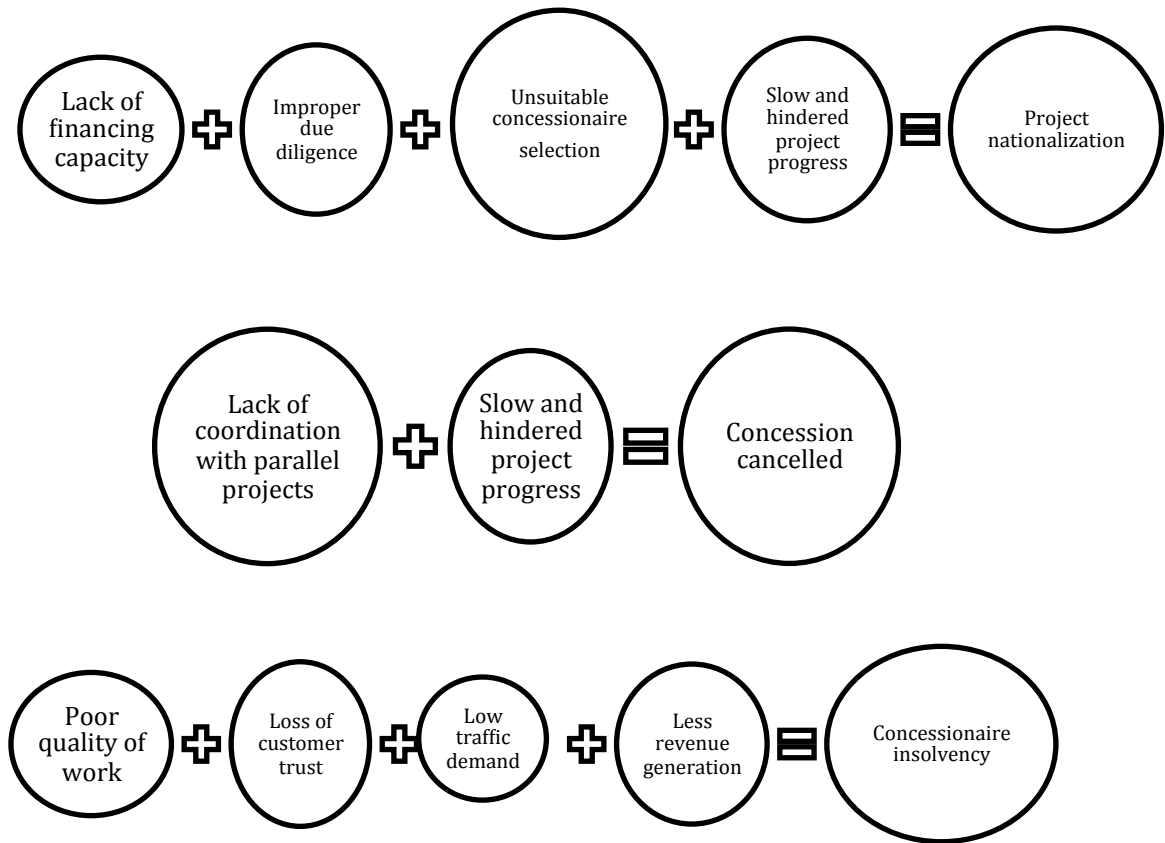 Lack of
financing
capacity
Improper
due
diligence
Unsuitable
concessionaire
selection
Slow and
hindered
project
progress
Project
nationalization
Lack of
coordination
with parallel
projects
Slow and
hindered
project
progress
Concession
cancelled
Poor
quality of
work
Loss of
customer
trust
Low
traffic
demand
Less
revenue
generation
Concessionaire
insolvency